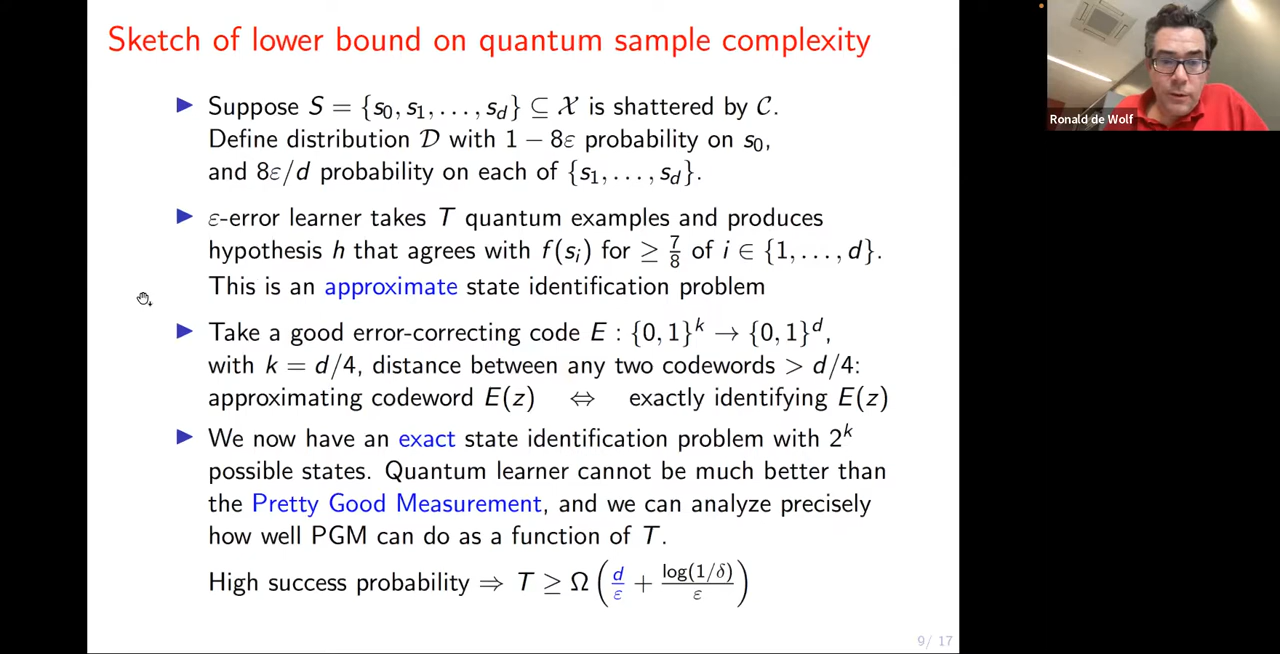 Sketch of lower bound on quantum sample complexity
▶ Suppose S = {s₀, s₁, . . . , s_d} ⊆ 𝒳 is shattered by 𝒞.
Define distribution 𝒟 with 1 − 8ε probability on s₀,
and 8ε/d probability on each of {s₁, . . . , s_d}.
▶ ε-error learner takes T quantum examples and produces
hypothesis h that agrees with f(s_i) for ≥ 7/8 of i ∈ {1, . . . , d}.
This is an approximate state identification problem
▶ Take a good error-correcting code E : {0, 1}^k → {0, 1}^d,
with k = d/4, distance between any two codewords > d/4:
approximating codeword E(z) ⇔ exactly identifying E(z)
▶ We now have an exact state identification problem with 2^k
possible states. Quantum learner cannot be much better than
the Pretty Good Measurement, and we can analyze precisely
how well PGM can do as a function of T.
High success probability ⇒ T ≥ Ω(d/ε + log(1/δ)/ε)
9/ 17
Ronald de Wolf